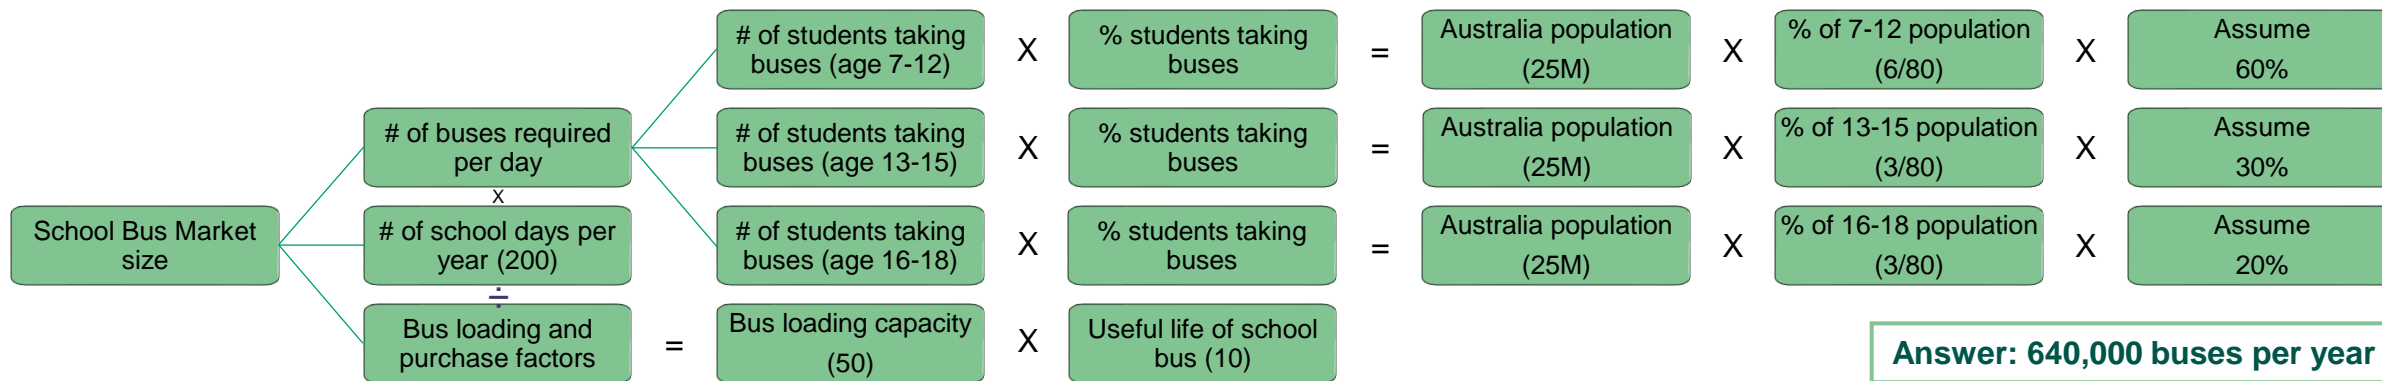 # of students taking
buses (age 7-12)
X
% students taking
buses
=
Australia population
(25M)
X
% of 7-12 population
(6/80)
X
Assume
60%
# of buses required
per day
# of students taking
buses (age 13-15)
X
% students taking
buses
=
Australia population
(25M)
X
% of 13-15 population
(3/80)
X
Assume
30%
x
School Bus Market
size
# of school days per
year (200)
# of students taking
buses (age 16-18)
X
% students taking
buses
=
Australia population
(25M)
X
% of 16-18 population
(3/80)
X
Assume
20%
÷
Bus loading and
purchase factors
=
Bus loading capacity
(50)
X
Useful life of school
bus (10)
Answer: 640,000 buses per year